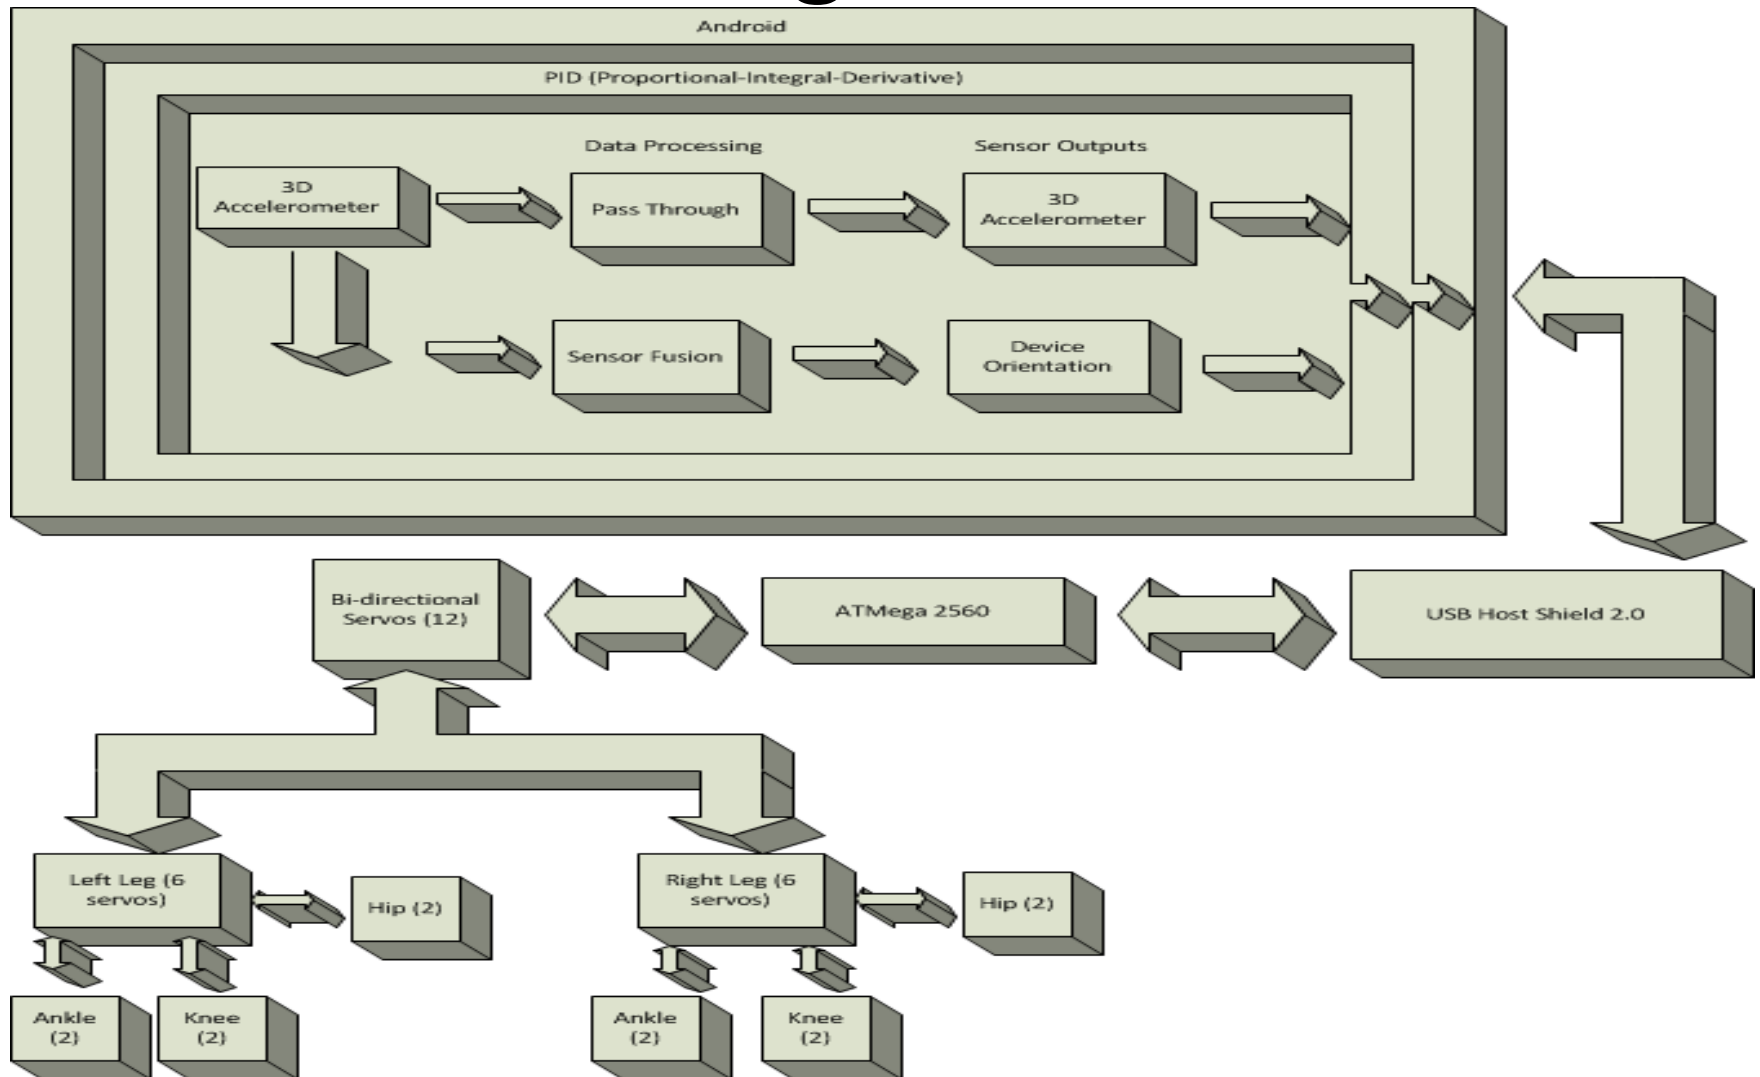 Android
PID (Proportional-Integral-Derivative)
Data Processing
Sensor Outputs
3D
Accelerometer
Pass Through
3D
Accelerometer
Sensor Fusion
Device
Orientation
Bi-directional
Servos (12)
ATMega 2560
USB Host Shield 2.0
Left Leg (6
servos)
Hip (2)
Right Leg (6
servos)
Hip (2)
Ankle
(2)
Knee
(2)
Ankle
(2)
Knee
(2)